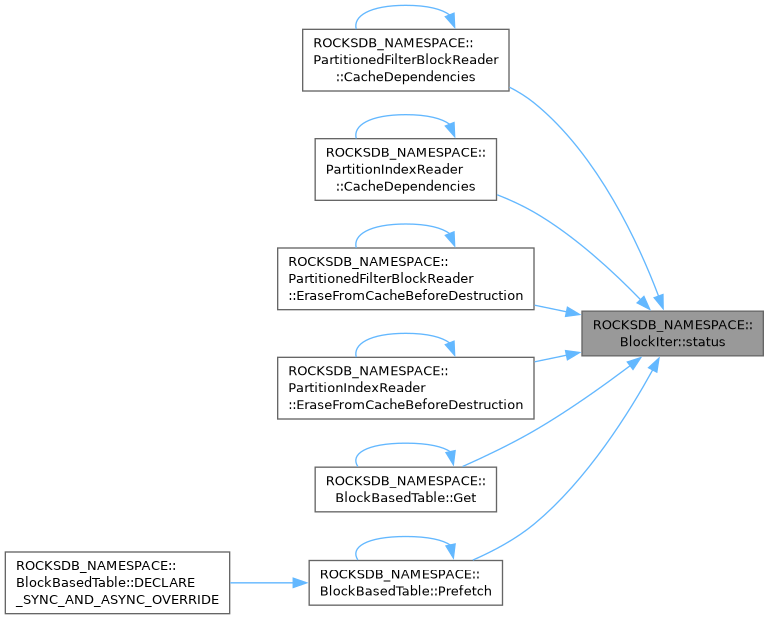 ROCKSDB_NAMESPACE::
PartitionedFilterBlockReader
::CacheDependencies
ROCKSDB_NAMESPACE::
PartitionIndexReader
::CacheDependencies
ROCKSDB_NAMESPACE::
PartitionedFilterBlockReader
::EraseFromCacheBeforeDestruction
ROCKSDB_NAMESPACE::
BlockIter::status
ROCKSDB_NAMESPACE::
PartitionIndexReader
::EraseFromCacheBeforeDestruction
ROCKSDB_NAMESPACE::
BlockBasedTable::Get
ROCKSDB_NAMESPACE::
BlockBasedTable::DECLARE
_SYNC_AND_ASYNC_OVERRIDE
ROCKSDB_NAMESPACE::
BlockBasedTable::Prefetch